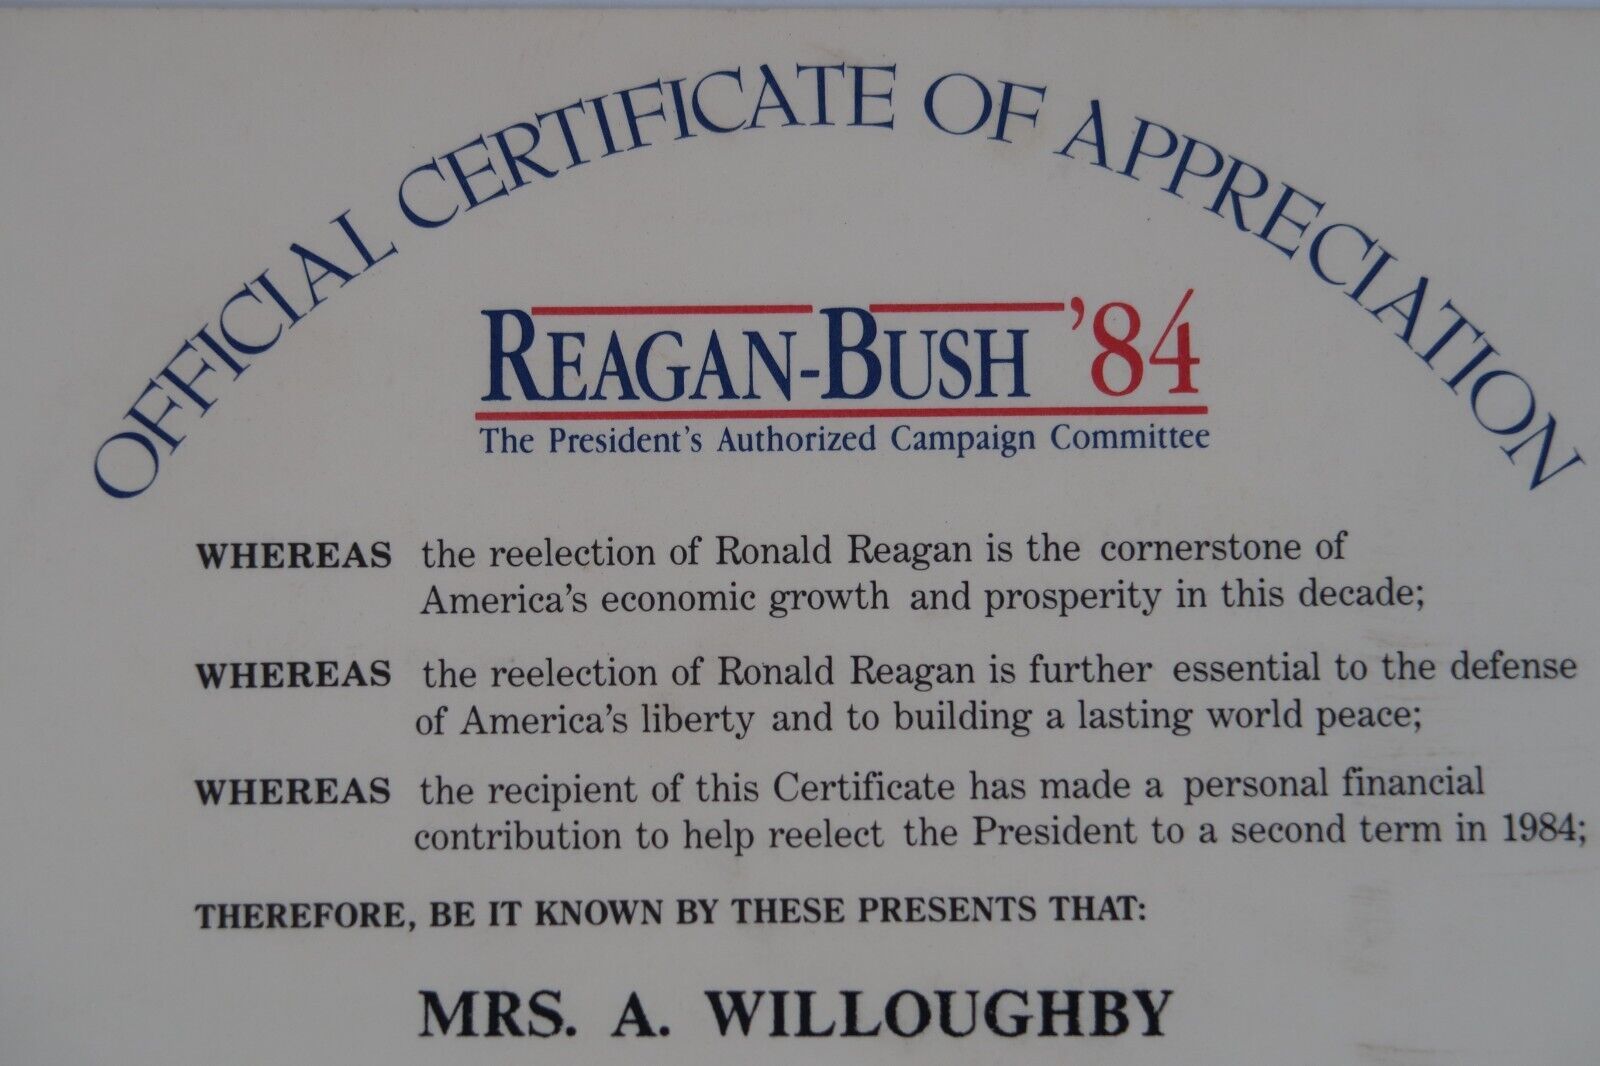 OFFICIAL CERTIFICATE OF APPRECIATION
REAGAN-BUSH '84
The President's Authorized Campaign Committee
WHEREAS the reelection of Ronald Reagan is the cornerstone of
America's economic growth and prosperity in this decade;
WHEREAS the reelection of Ronald Reagan is further essential to the defense
of America's liberty and to building a lasting world peace;
WHEREAS the recipient of this Certificate has made a personal financial
contribution to help reelect the President to a second term in 1984;
THEREFORE, BE IT KNOWN BY THESE PRESENTS THAT:
MRS. A. WILLOUGHBY